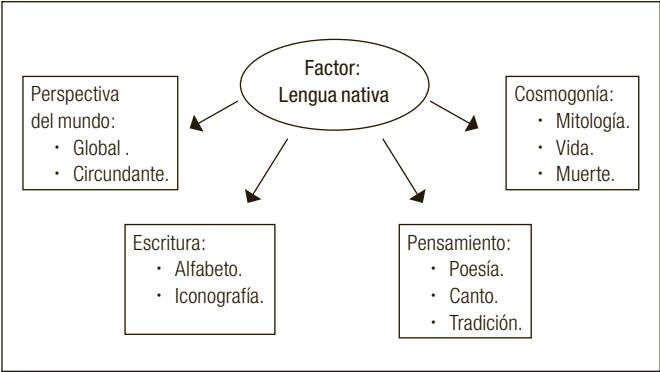 Factor:
Lengua nativa
Perspectiva
del mundo:
· Global .
· Circundante.
Cosmogonía:
· Mitología.
· Vida.
· Muerte.
Escritura:
· Alfabeto.
· Iconografía.
Pensamiento:
· Poesía.
· Canto.
· Tradición.